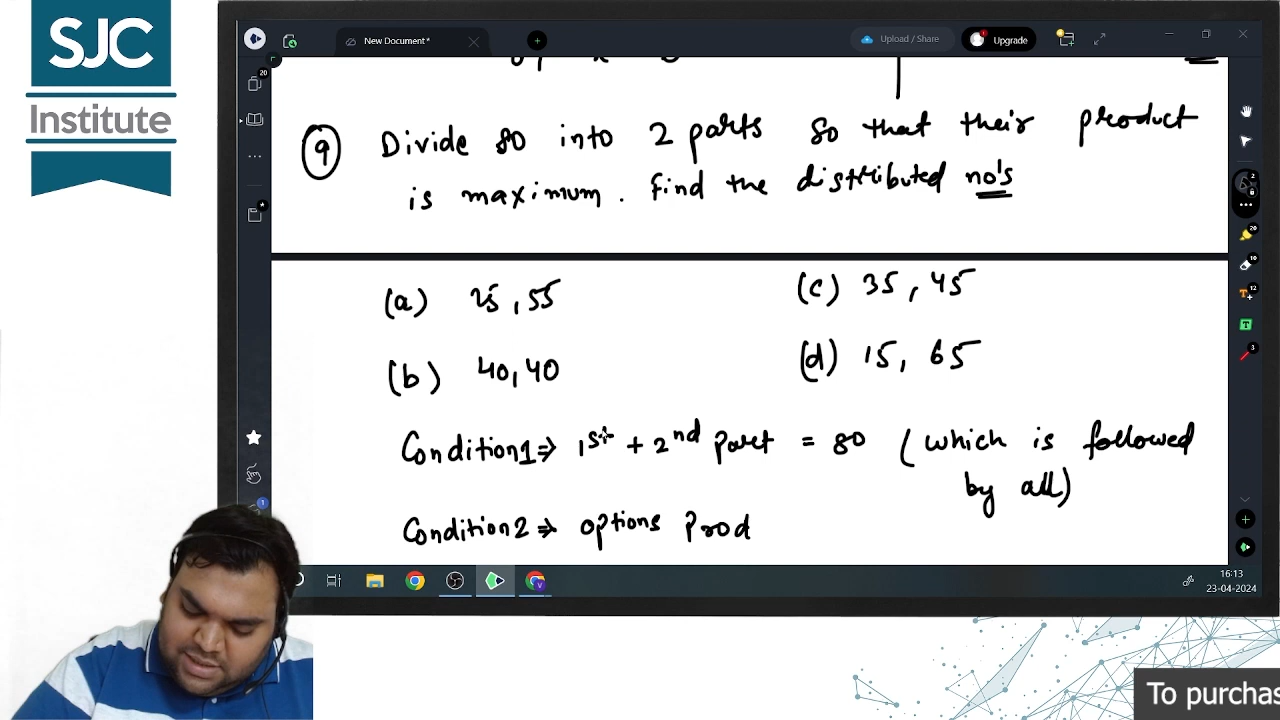 SJC
Institute
New Document*
Upload / Share
Upgrade
9 Divide 80 into 2 parts so that their product
is maximum. Find the distributed no's
(a) 25, 55
(c) 35, 45
(b) 40, 40
(d) 15, 65
Condition1⇒ 1st + 2nd part = 80 (which is followed
by all)
Condition2⇒ options Prod
16:13
23-04-2024
To purchas